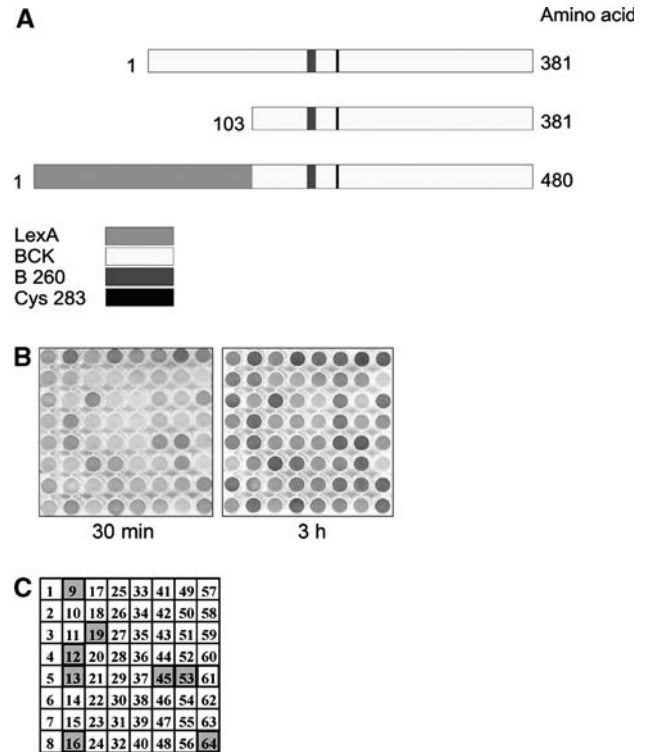 A
Amino acid
1 381
103 381
1 480
LexA
BCK
B 260
Cys 283
B
30 min 3 h
C
1 9 17 25 33 41 49 57
2 10 18 26 34 42 50 58
3 11 19 27 35 43 51 59
4 12 20 28 36 44 52 60
5 13 21 29 37 45 53 61
6 14 22 30 38 46 54 62
7 15 23 31 39 47 55 63
8 16 24 32 40 48 56 64